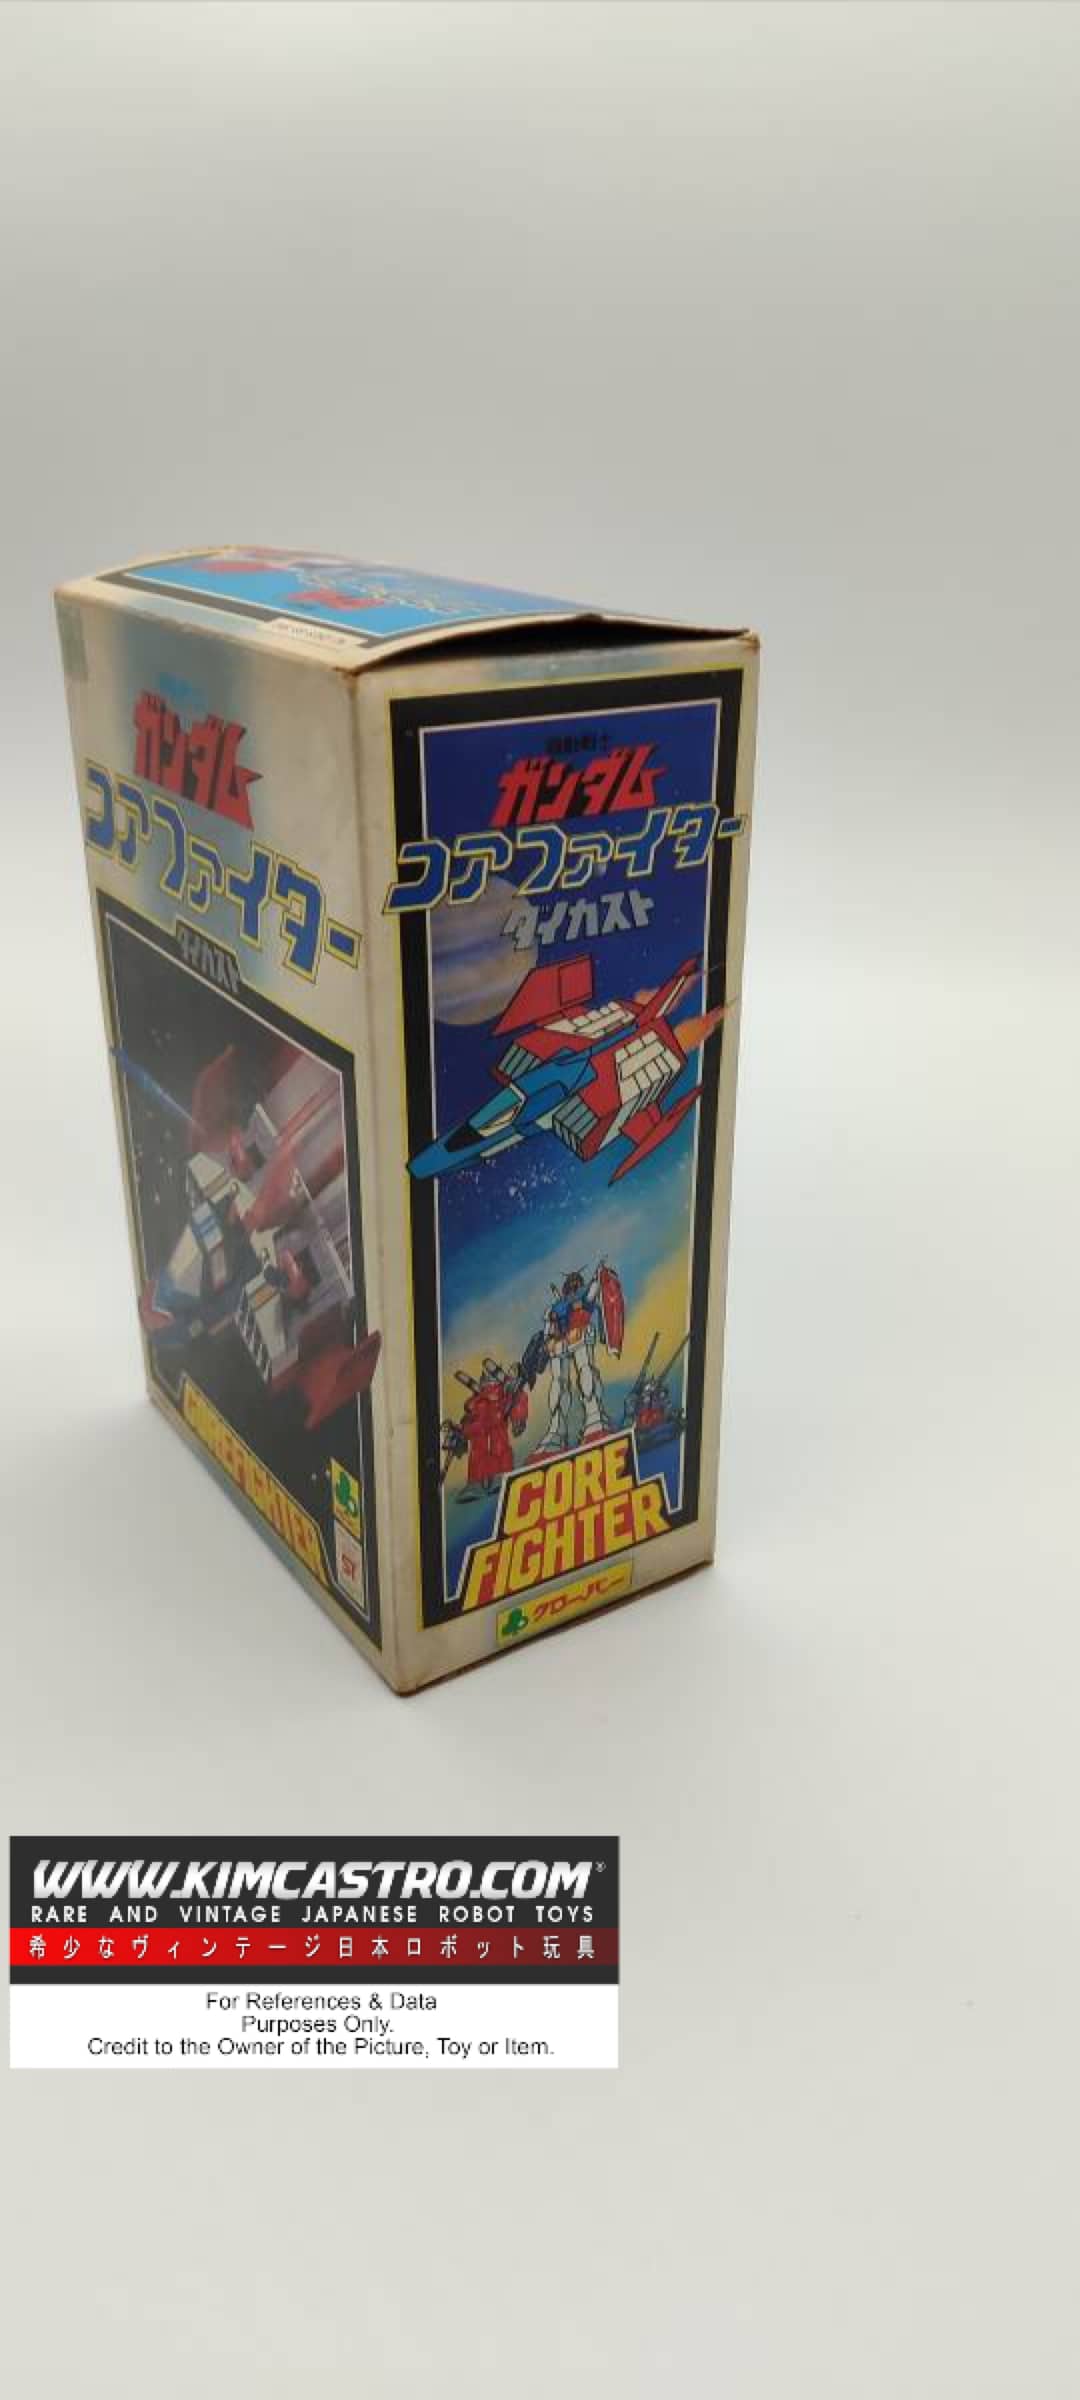 ガンダム
コアファイター
ダイカスト
COREFIGHTER
ST
機動戦士
ガンダム
コアファイター
ダイカスト
CORE
FIGHTER
クローバー
WWW.KIMCASTRO.COM®
RARE AND VINTAGE JAPANESE ROBOT TOYS
希少なヴィンテージ日本ロボット玩具
For References & Data
Purposes Only.
Credit to the Owner of the Picture, Toy or Item.